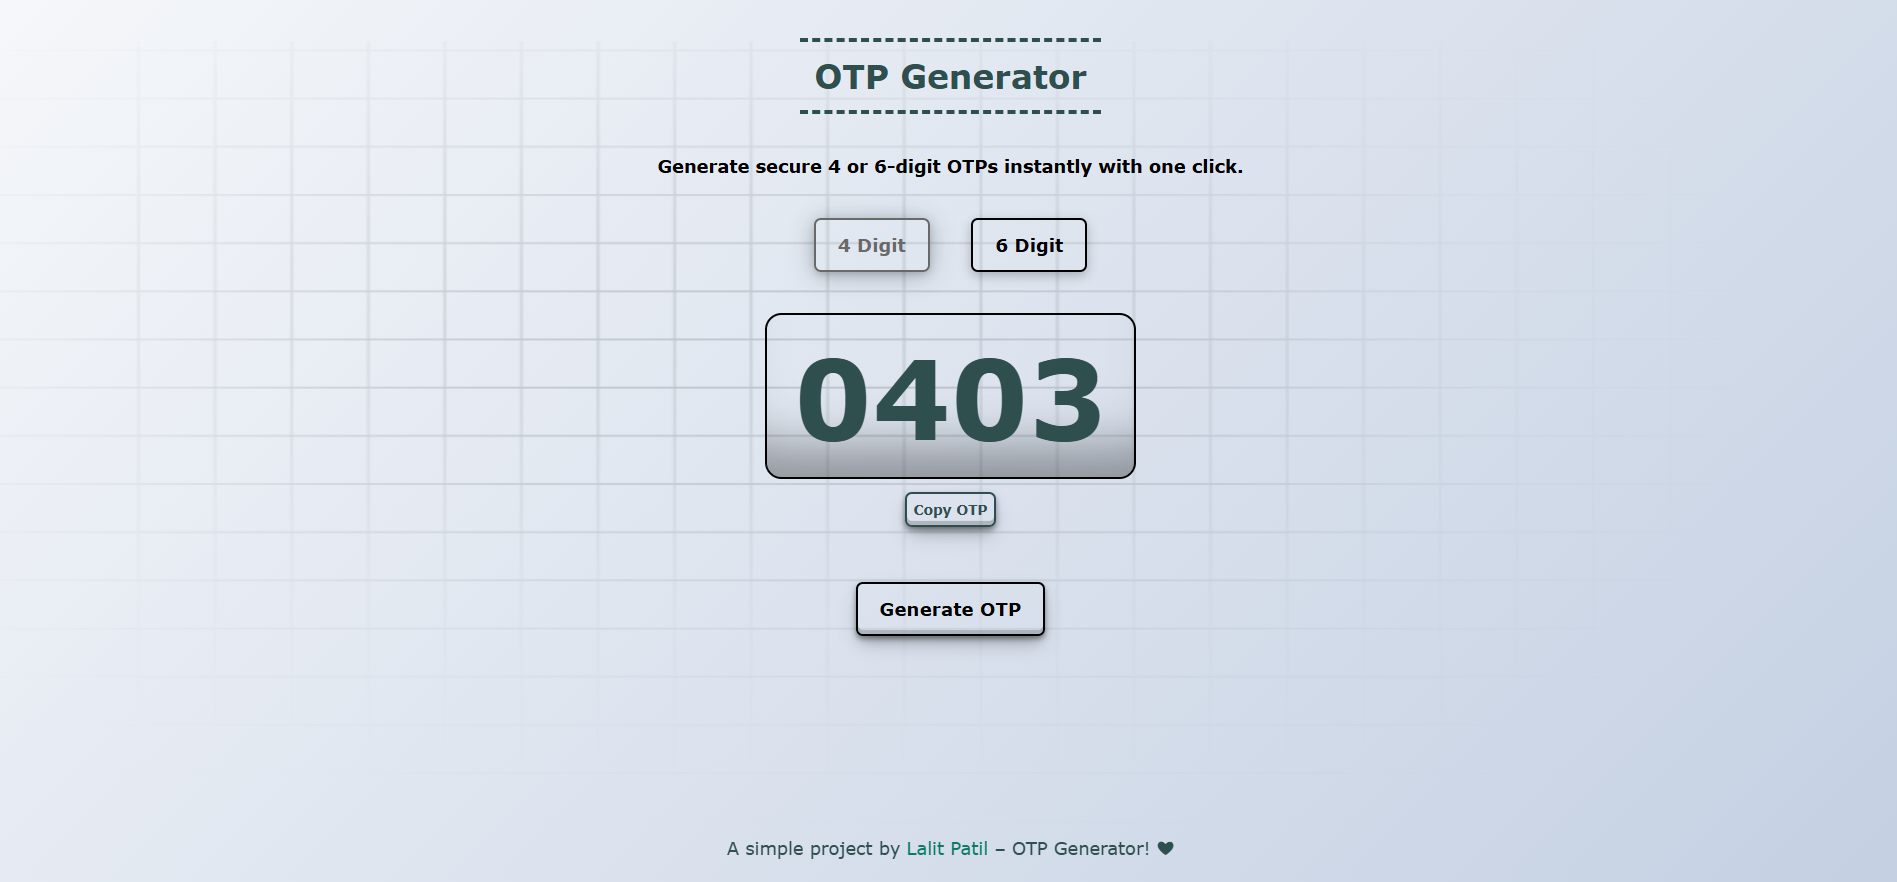 OTP Generator
Generate secure 4 or 6-digit OTPs instantly with one click.
4 Digit 6 Digit
0403
Copy OTP
Generate OTP
A simple project by Lalit Patil – OTP Generator! ♥